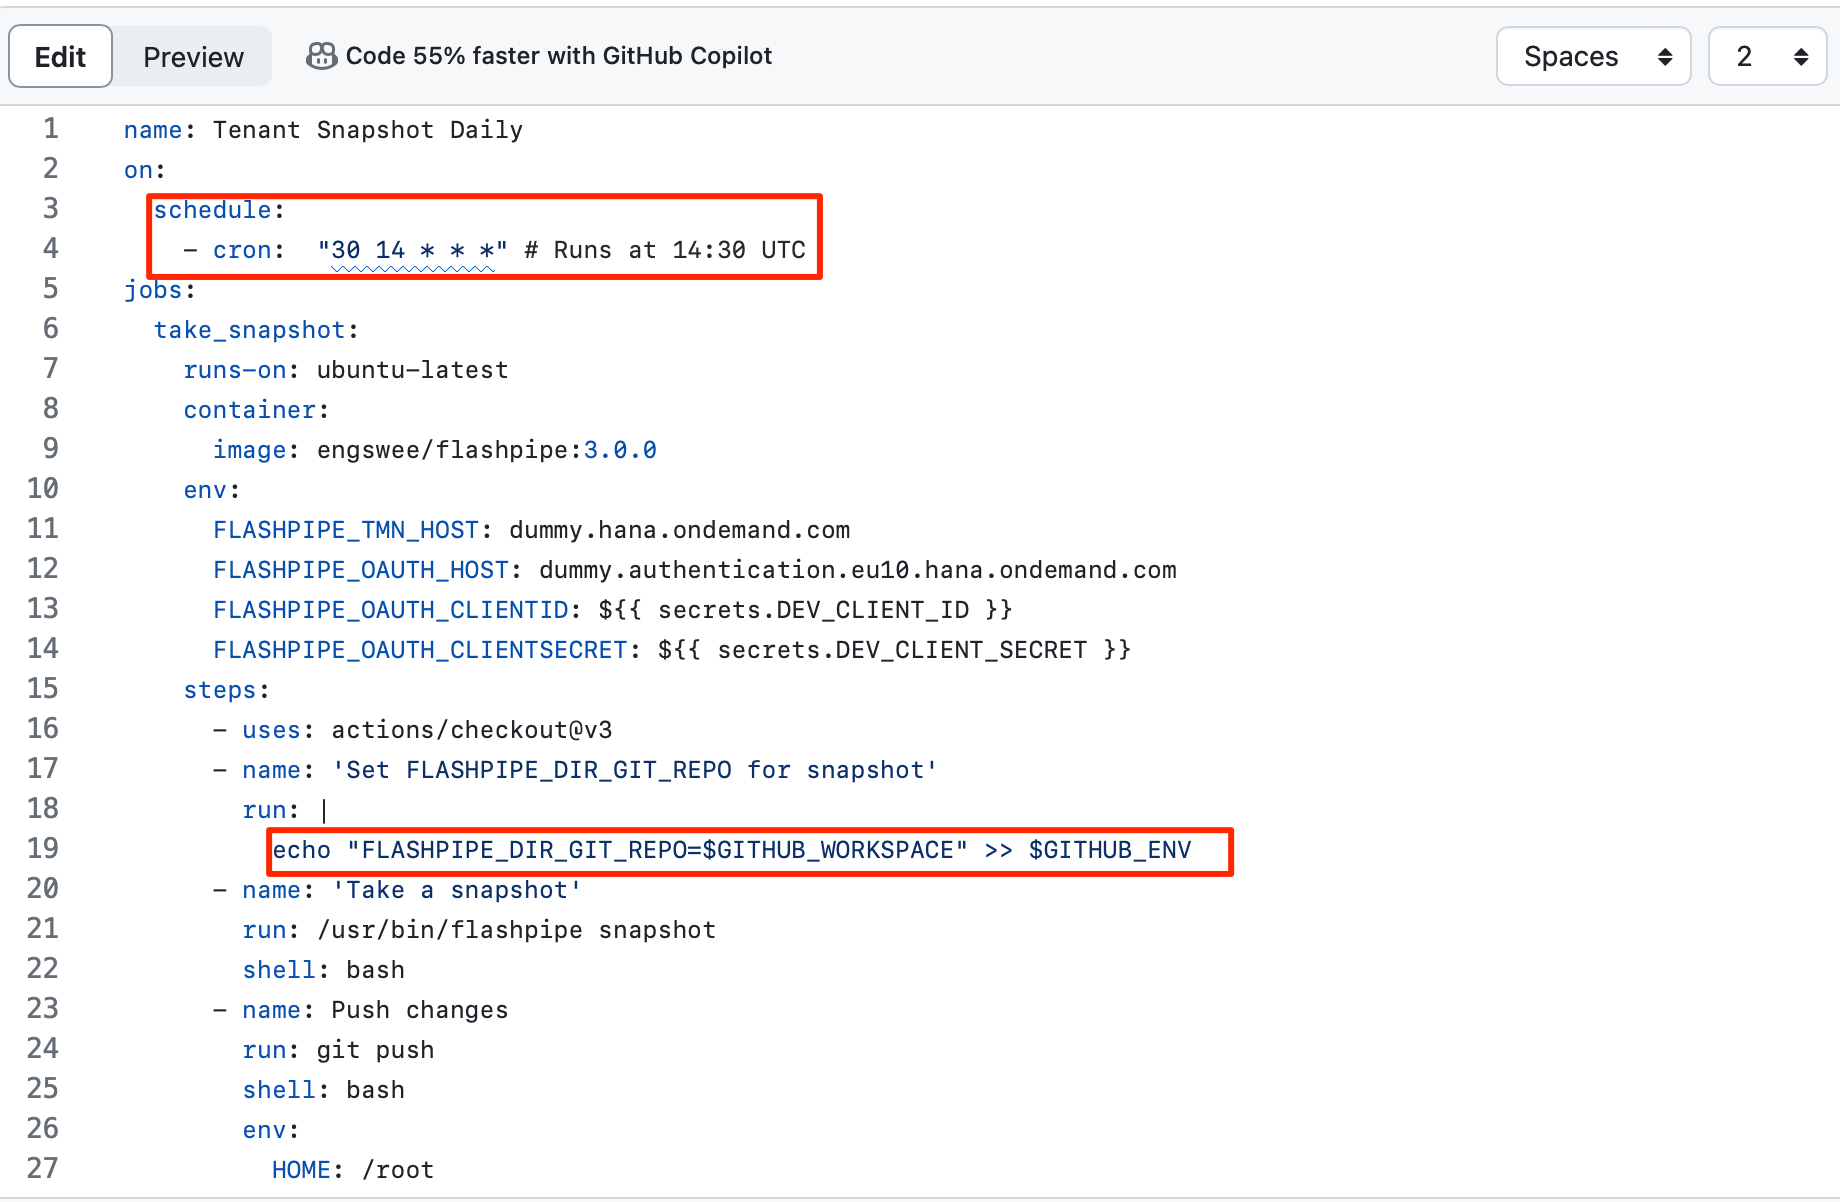 Edit Preview Code 55% faster with GitHub Copilot Spaces 2
1 name: Tenant Snapshot Daily
2 on:
3   schedule:
4     - cron:  "30 14 * * *" # Runs at 14:30 UTC
5 jobs:
6   take_snapshot:
7     runs-on: ubuntu-latest
8     container:
9       image: engswee/flashpipe:3.0.0
10     env:
11       FLASHPIPE_TMN_HOST: dummy.hana.ondemand.com
12       FLASHPIPE_OAUTH_HOST: dummy.authentication.eu10.hana.ondemand.com
13       FLASHPIPE_OAUTH_CLIENTID: ${{ secrets.DEV_CLIENT_ID }}
14       FLASHPIPE_OAUTH_CLIENTSECRET: ${{ secrets.DEV_CLIENT_SECRET }}
15     steps:
16       - uses: actions/checkout@v3
17       - name: 'Set FLASHPIPE_DIR_GIT_REPO for snapshot'
18         run: |
19           echo "FLASHPIPE_DIR_GIT_REPO=$GITHUB_WORKSPACE" >> $GITHUB_ENV
20       - name: 'Take a snapshot'
21         run: /usr/bin/flashpipe snapshot
22         shell: bash
23       - name: Push changes
24         run: git push
25         shell: bash
26         env:
27           HOME: /root